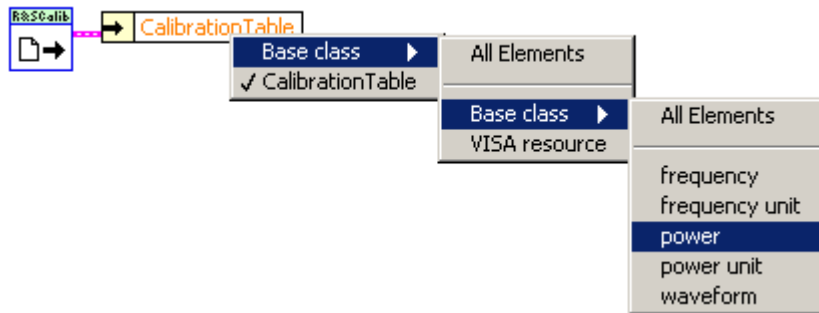 R&SCalib
CalibrationTable
Base class
✓ CalibrationTable
All Elements
Base class
VISA resource
All Elements
frequency
frequency unit
power
power unit
waveform